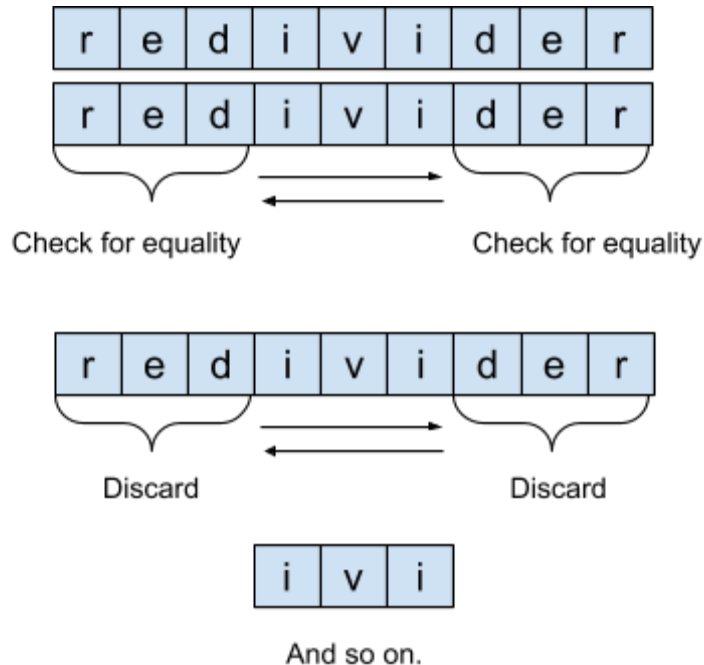 r e d i v i d e r
r e d i v i d e r
Check for equality Check for equality
r e d i v i d e r
Discard Discard
i v i
And so on.